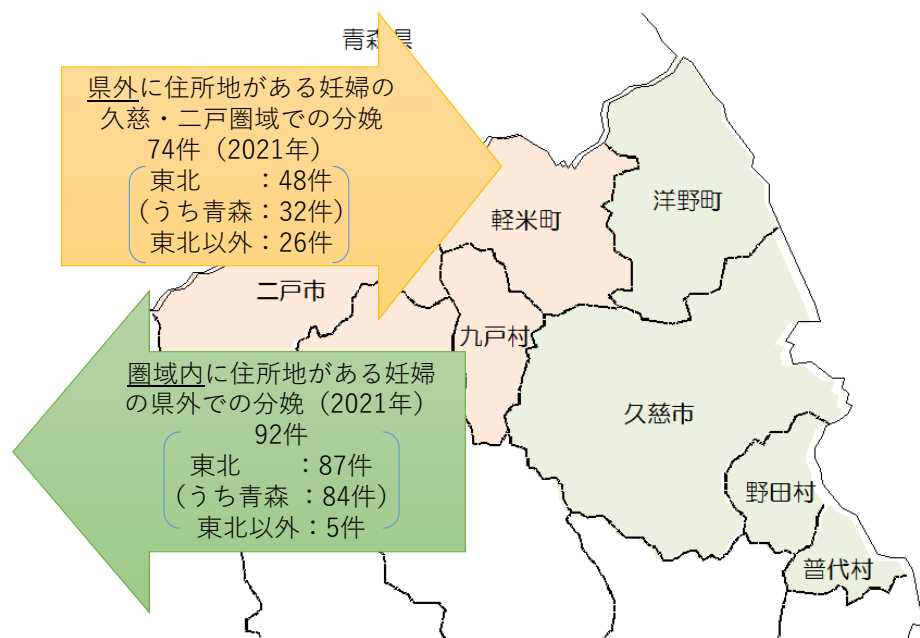 青森県
県外に住所地がある妊婦の
久慈・二戸圏域での分娩
74件（2021年）
東北　　：48件
(うち青森：32件)
東北以外：26件
軽米町
洋野町
二戸市
九戸村
圏域内に住所地がある妊婦
の県外での分娩（2021年）
92件
東北　　：87件
(うち青森 ：84件)
東北以外：5件
久慈市
野田村
普代村